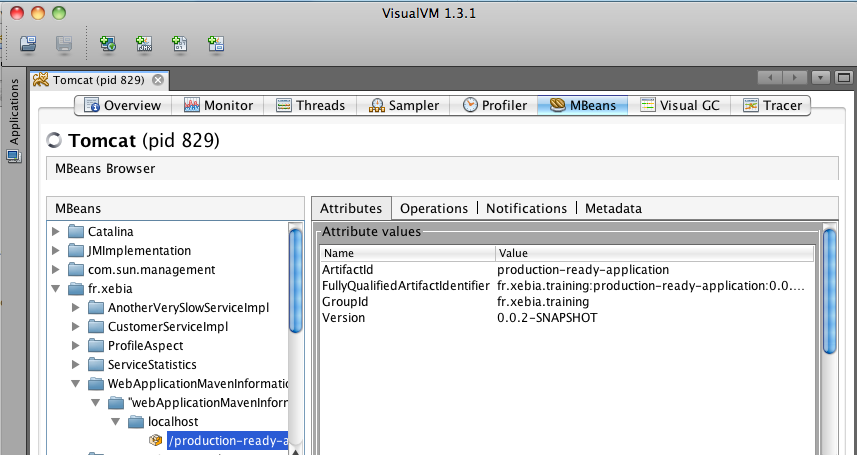 VisualVM 1.3.1
Applications
Tomcat (pid 829)
Overview Monitor Threads Sampler Profiler MBeans Visual GC Tracer
Tomcat (pid 829)
MBeans Browser
MBeans
Catalina
JMImplementation
com.sun.management
fr.xebia
AnotherVerySlowServiceImpl
CustomerServiceImpl
ProfileAspect
ServiceStatistics
WebApplicationMavenInformatio
"webApplicationMavenInforr
localhost
/production-ready-a
Attributes Operations Notifications Metadata
Attribute values
Name Value
ArtifactId production-ready-application
FullyQualifiedArtifactIdentifier fr.xebia.training:production-ready-application:0.0....
GroupId fr.xebia.training
Version 0.0.2-SNAPSHOT